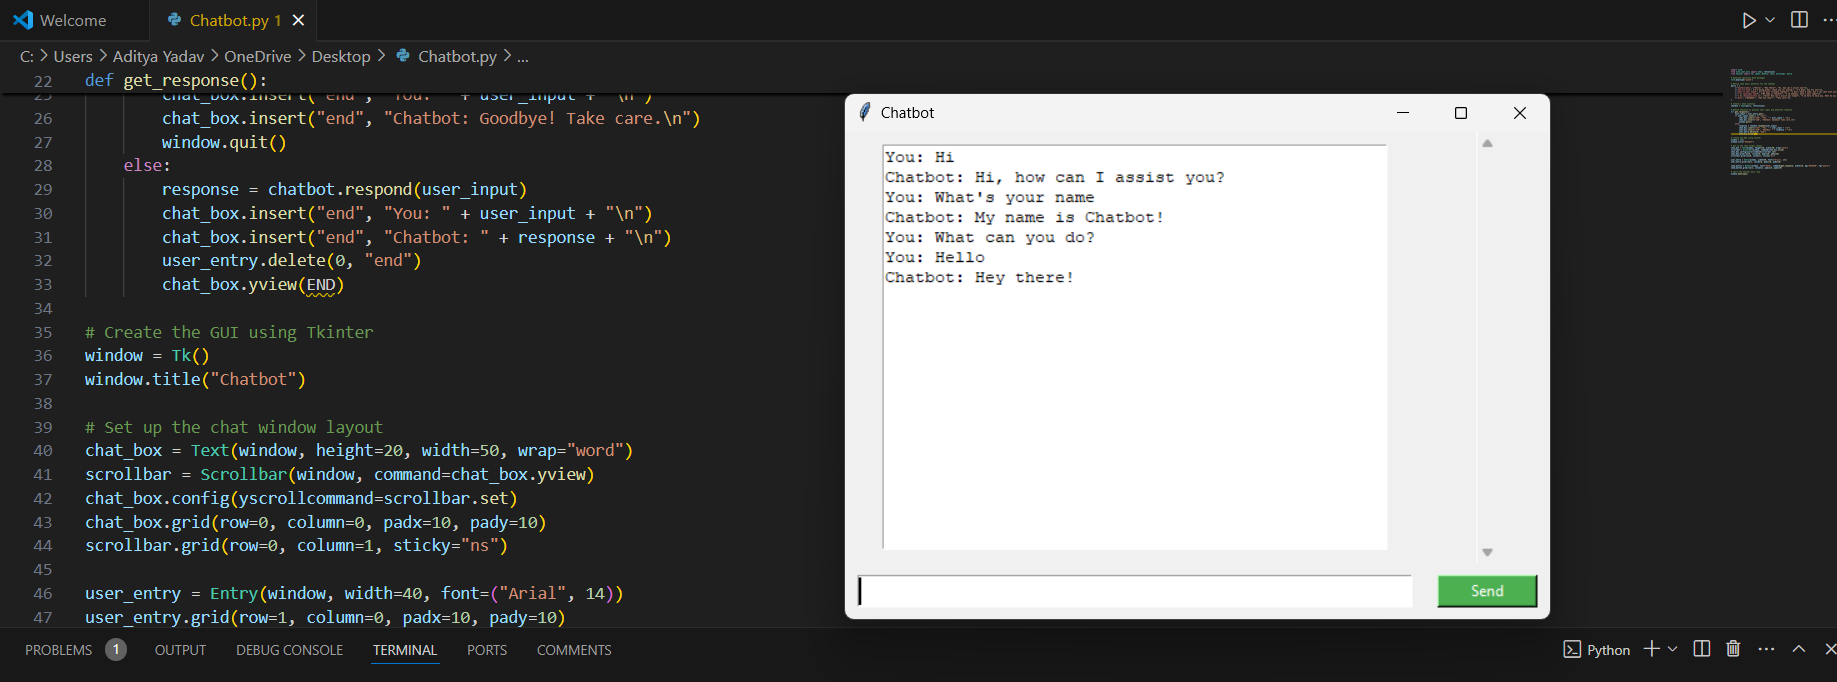 Welcome
Chatbot.py 1
C: > Users > Aditya Yadav > OneDrive > Desktop > Chatbot.py > ...
22 def get_response():
25 chat_box.insert("end", "You: " + user_input + "\n")
26 chat_box.insert("end", "Chatbot: Goodbye! Take care.\n")
27 window.quit()
28 else:
29 response = chatbot.respond(user_input)
30 chat_box.insert("end", "You: " + user_input + "\n")
31 chat_box.insert("end", "Chatbot: " + response + "\n")
32 user_entry.delete(0, "end")
33 chat_box.yview(END)
34
35 # Create the GUI using Tkinter
36 window = Tk()
37 window.title("Chatbot")
38
39 # Set up the chat window layout
40 chat_box = Text(window, height=20, width=50, wrap="word")
41 scrollbar = Scrollbar(window, command=chat_box.yview)
42 chat_box.config(yscrollcommand=scrollbar.set)
43 chat_box.grid(row=0, column=0, padx=10, pady=10)
44 scrollbar.grid(row=0, column=1, sticky="ns")
45
46 user_entry = Entry(window, width=40, font=("Arial", 14))
47 user_entry.grid(row=1, column=0, padx=10, pady=10)
Chatbot
You: Hi
Chatbot: Hi, how can I assist you?
You: What's your name
Chatbot: My name is Chatbot!
You: What can you do?
You: Hello
Chatbot: Hey there!
Send
PROBLEMS 1 OUTPUT DEBUG CONSOLE TERMINAL PORTS COMMENTS
Python